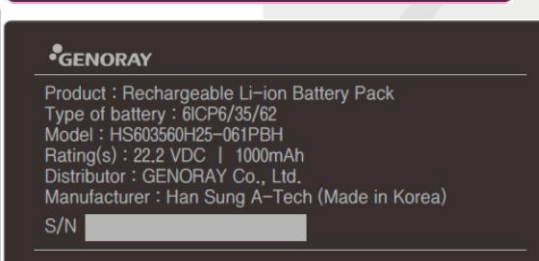 GENORAY
Product : Rechargeable Li-ion Battery Pack
Type of battery : 6ICP6/35/62
Model : HS603560H25-061PBH
Rating(s) : 22.2 VDC | 1000mAh
Distributor : GENORAY Co., Ltd.
Manufacturer : Han Sung A-Tech (Made in Korea)
S/N